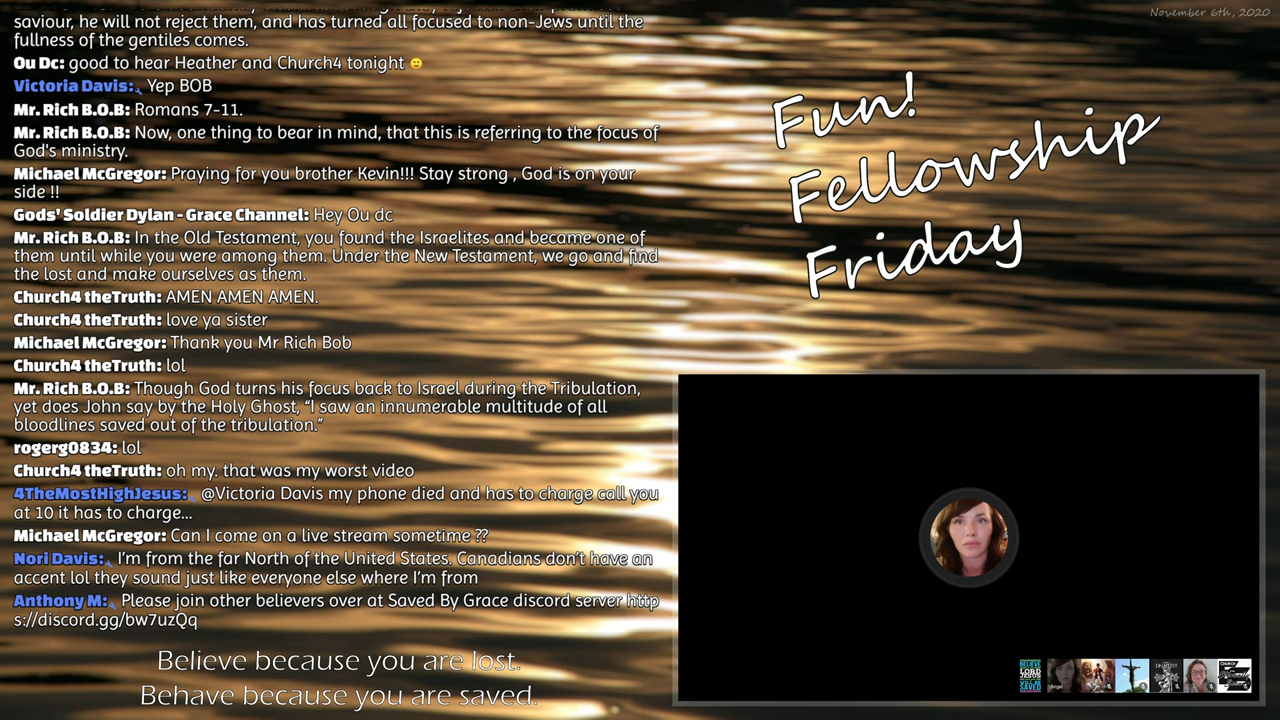 saviour, he will not reject them, and has turned all focused to non-Jews until the
fullness of the gentiles comes.
Ou Dc: good to hear Heather and Church4 tonight 🙂
Victoria Davis: Yep BOB
Mr. Rich B.O.B: Romans 7-11.
Mr. Rich B.O.B: Now, one thing to bear in mind, that this is referring to the focus of
God's ministry.
Michael McGregor: Praying for you brother Kevin!!! Stay strong , God is on your
side !!
Gods' Soldier Dylan - Grace Channel: Hey Ou dc
Mr. Rich B.O.B: In the Old Testament, you found the Israelites and became one of
them until while you were among them. Under the New Testament, we go and find
the lost and make ourselves as them.
Church4 theTruth: AMEN AMEN AMEN.
Church4 theTruth: love ya sister
Michael McGregor: Thank you Mr Rich Bob
Church4 theTruth: lol
Mr. Rich B.O.B: Though God turns his focus back to Israel during the Tribulation,
yet does John say by the Holy Ghost, “I saw an innumerable multitude of all
bloodlines saved out of the tribulation.”
rogerg0834: lol
Church4 theTruth: oh my. that was my worst video
4TheMostHighJesus: @Victoria Davis my phone died and has to charge call you
at 10 it has to charge...
Michael McGregor: Can I come on a live stream sometime ??
Nori Davis: I’m from the far North of the United States. Canadians don’t have an
accent lol they sound just like everyone else where I’m from
Anthony M: Please join other believers over at Saved By Grace discord server http
s://discord.gg/bw7uzQq
Believe because you are lost.
Behave because you are saved.
November 6th, 2020
Fun!
Fellowship
Friday
BELIEVE
LORD
JESUS
SAVED
Angel
CHURCH